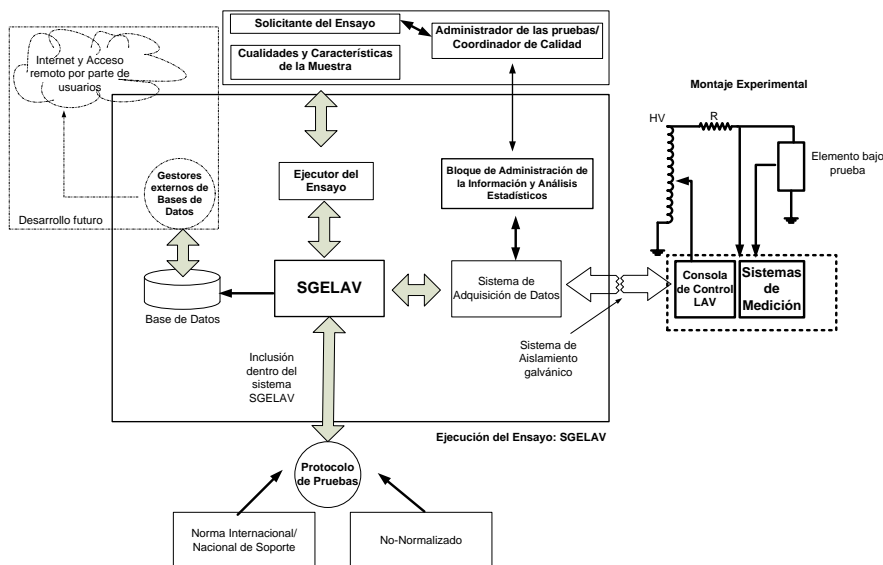 Solicitante del Ensayo
Administrador de las pruebas/
Coordinador de Calidad
Cualidades y Características
de la Muestra
Internet y Acceso
remoto por parte de
usuarios
Gestores
externos de
Bases de
Datos
Desarrollo futuro
Ejecutor del
Ensayo
Bloque de Administración de
la Información y Análisis
Estadísticos
Montaje Experimental
HV
R
Elemento bajo
prueba
Base de Datos
SGELAV
Sistema de
Adquisición de Datos
Consola
de Control
LAV
Sistemas
de
Medición
Sistema de
Aislamiento
galvánico
Inclusión
dentro del
sistema
SGELAV
Ejecución del Ensayo: SGELAV
Protocolo
de Pruebas
Norma Internacional/
Nacional de Soporte
No-Normalizado